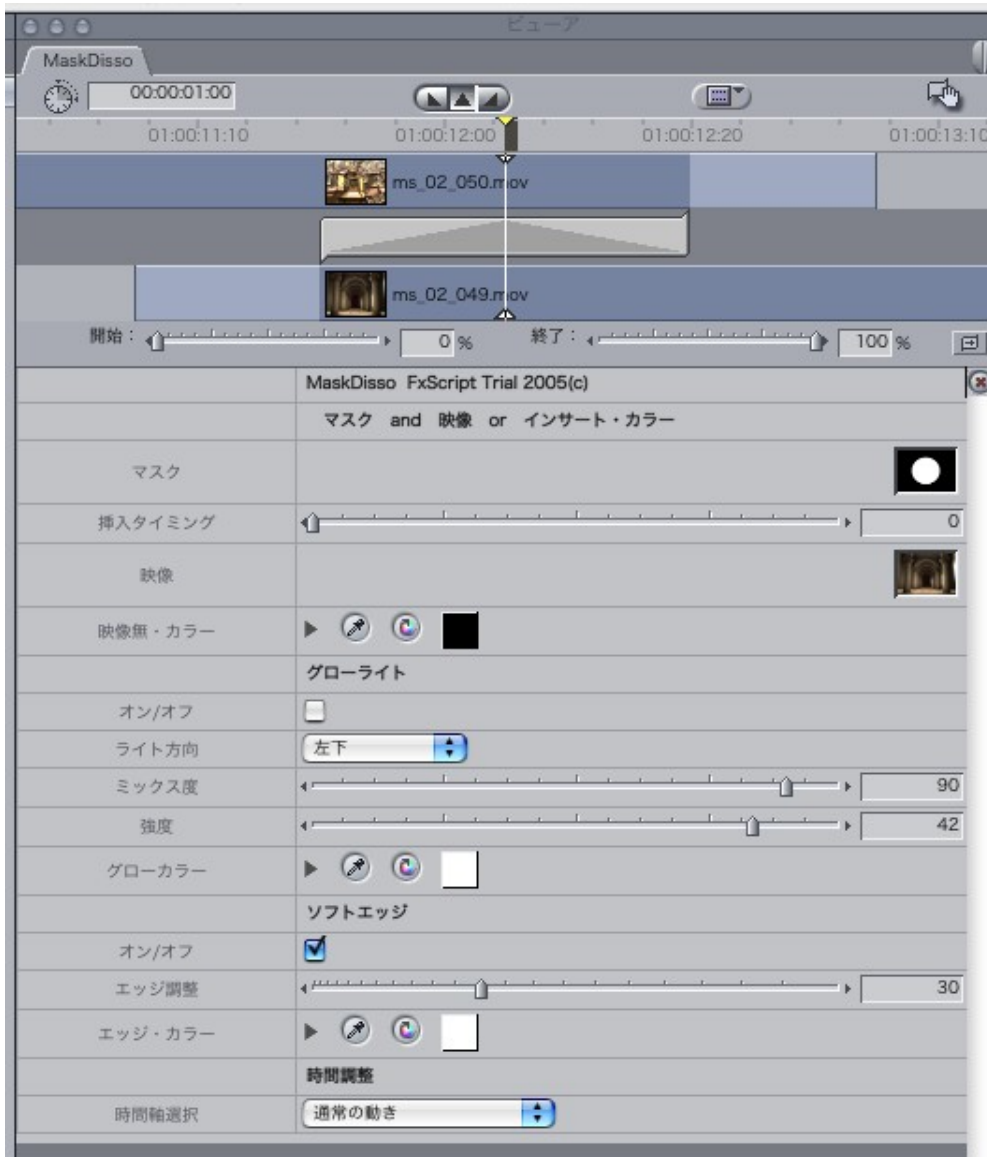 ビューア
MaskDisso
00:00:01:00
01:00:11:10 01:00:12:00 01:00:12:20 01:00:13:10
ms_02_050.mov
ms_02_049.mov
開始： 0 % 終了： 100 %
MaskDisso FxScript Trial 2005(c)
マスク and 映像 or インサート・カラー
マスク
挿入タイミング 0
映像
映像無・カラー
グローライト
オン/オフ
ライト方向 左下
ミックス度 90
強度 42
グローカラー
ソフトエッジ
オン/オフ
エッジ調整 30
エッジ・カラー
時間調整
時間軸選択 通常の動き